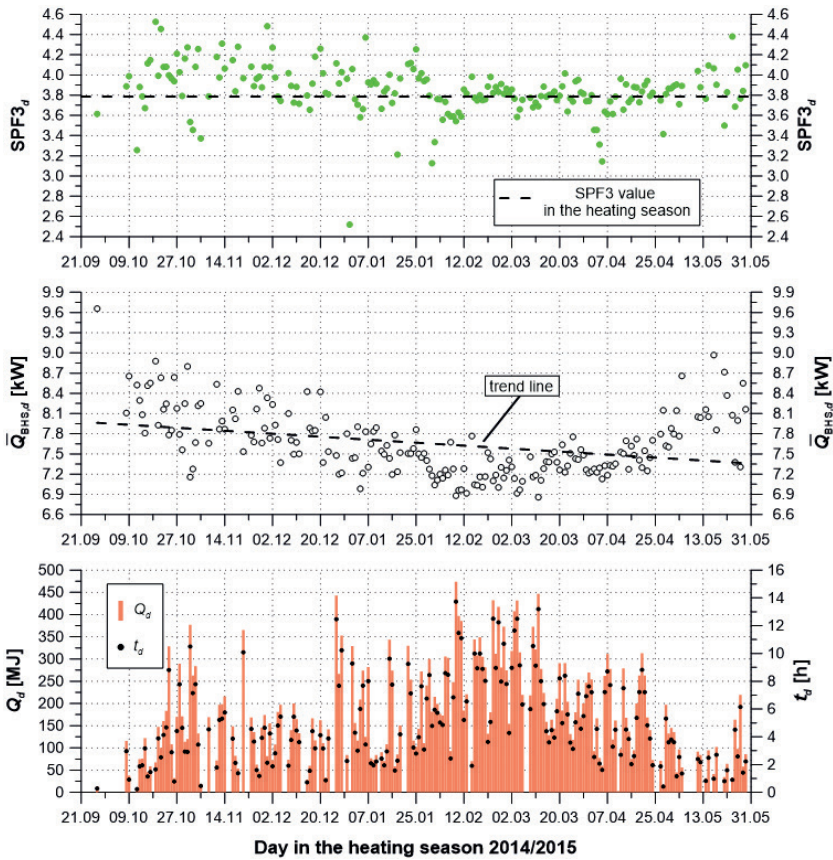 4.6 4.6
4.4 4.4
4.2 4.2
4.0 4.0
3.8 3.8
3.6 3.6
3.4 3.4
3.2 3.2
3.0 3.0
2.8 2.8
2.6 2.6
2.4 2.4
SPF3d
SPF3d
SPF3 value
in the heating season
21.09 09.10 27.10 14.11 02.12 20.12 07.01 25.01 12.02 02.03 20.03 07.04 25.04 13.05 31.05
9.9 9.9
9.6 9.6
9.3 9.3
9.0 9.0
8.7 8.7
8.4 8.4
8.1 8.1
7.8 7.8
7.5 7.5
7.2 7.2
6.9 6.9
6.6 6.6
Q̅BHS,d [kW]
Q̅BHS,d [kW]
trend line
21.09 09.10 27.10 14.11 02.12 20.12 07.01 25.01 12.02 02.03 20.03 07.04 25.04 13.05 31.05
500 16
450 14
400
350 12
300 10
250 8
200 6
150
100 4
50 2
0 0
Qd [MJ]
td [h]
Qd
td
21.09 09.10 27.10 14.11 02.12 20.12 07.01 25.01 12.02 02.03 20.03 07.04 25.04 13.05 31.05
Day in the heating season 2014/2015